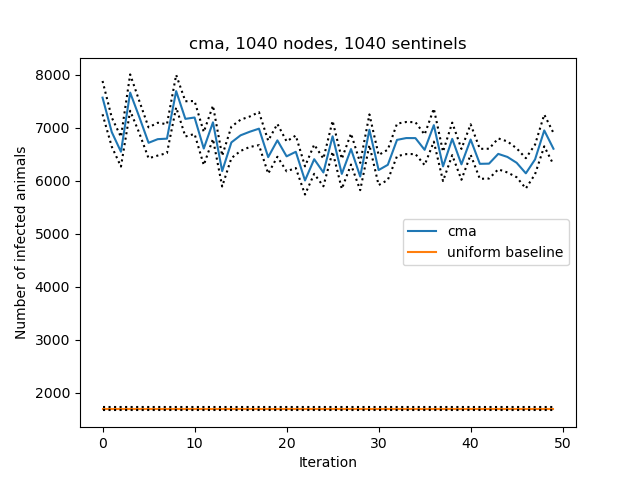 cma, 1040 nodes, 1040 sentinels
8000
7000
6000
5000
4000
3000
2000
Number of infected animals
cma
uniform baseline
0 10 20 30 40 50
Iteration